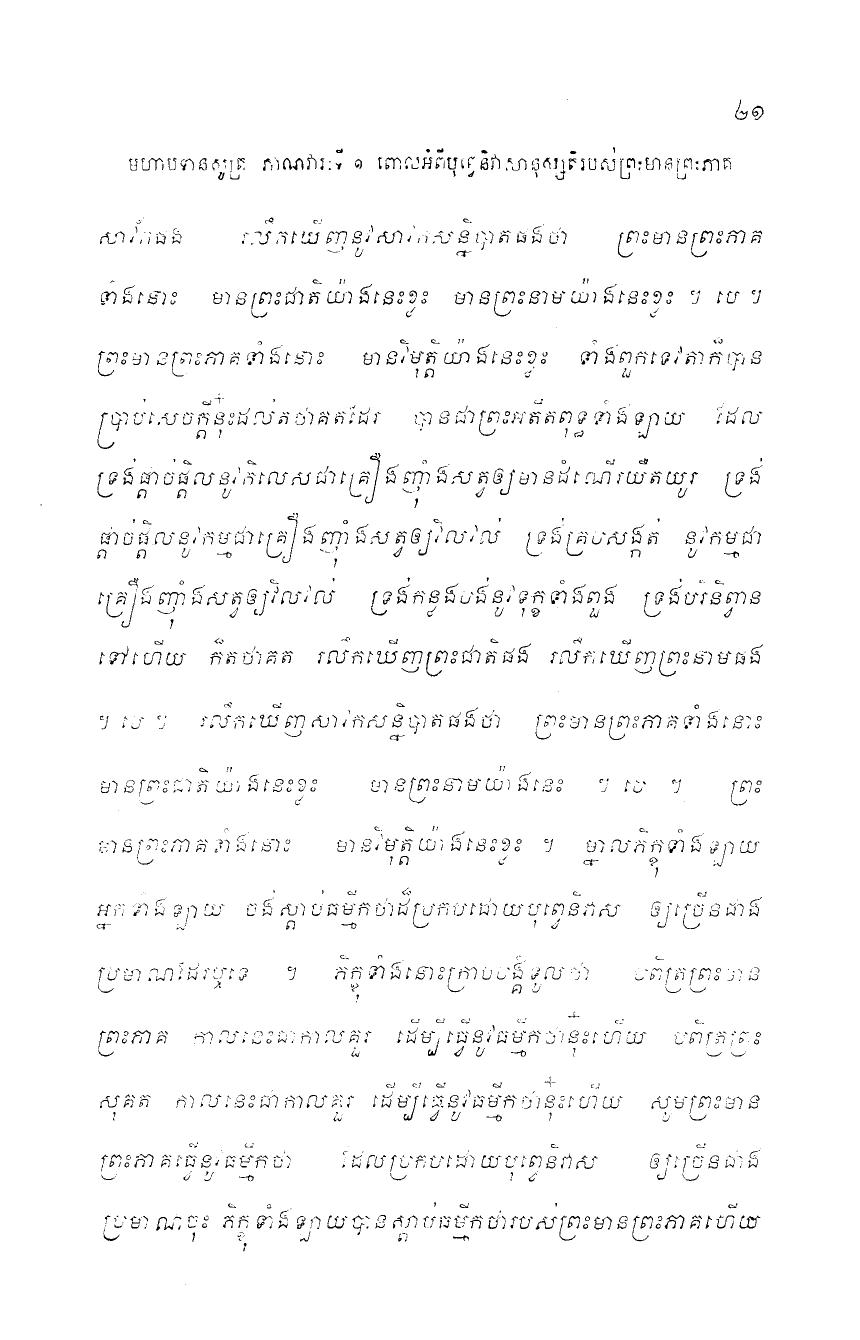 ២១
មហាបទានសូត្រ ភាណវារៈទី ១ ពោលអំពីបុព្វេនិវាសានុស្សតិរបស់ព្រះមានព្រះភាគ
សាវ័កផង រលឹកឃើញនូវសាវកសន្និបាតផងថា ព្រះមានព្រះភាគ
ទាំងនោះ មានព្រះជាតិយ៉ាងនេះខ្លះ មានព្រះនាមយ៉ាងនេះខ្លះ ។ បេ ។
ព្រះមានព្រះភាគទាំងនោះ មានវិមុត្តិយ៉ាងនេះខ្លះ ទាំងពួកទេវតាក៏បាន
ប្រាប់សេចក្តីនុ៎ះដល់តថាគតដែរ បានជាព្រះអតីតពុទ្ធទាំងឡាយ ដែល
ទ្រង់ផ្តាច់ផ្តិលនូវកិលេសជាគ្រឿងញ៉ាំងសត្វឲ្យមានដំណើរយឺតយូរ ទ្រង់
ផ្តាច់ផ្តិលនូវកម្មជាគ្រឿងញ៉ាំងសត្វឲ្យវិលវល់ ទ្រង់គ្របសង្កត់ នូវកម្មជា
គ្រឿងញ៉ាំងសត្វឲ្យវិលវល់ ទ្រង់កន្លងបង់នូវទុក្ខទាំងពួង ទ្រង់បរិនិព្វាន
ទៅហើយ ក៏តថាគត រលឹកឃើញព្រះជាតិផង រលឹកឃើញព្រះនាមផង
។ បេ ។ រលឹកឃើញសាវកសន្និបាតផងថា ព្រះមានព្រះភាគទាំងនោះ
មានព្រះជាតិយ៉ាងនេះខ្លះ មានព្រះនាមយ៉ាងនេះ ។ បេ ។ ព្រះ
មានព្រះភាគទាំងនោះ មានវិមុត្តិយ៉ាងនេះខ្លះ ។ ម្នាលភិក្ខុទាំងឡាយ
អ្នកទាំងឡាយ ចង់ស្តាប់ធម្មីកថាដ៏ប្រកបដោយបុព្វេនិវាស ឲ្យច្រើនជាង
ប្រមាណដែរឬទេ ។ ភិក្ខុទាំងនោះក្រាបបង្គំទូលថា បពិត្រព្រះមាន
ព្រះភាគ កាលនេះជាកាលគួរ ដើម្បីធ្វើនូវធម្មីកថានុ៎ះហើយ បពិត្រព្រះ
សុគត កាលនេះជាកាលគួរ ដើម្បីធ្វើនូវធម្មីកថានុ៎ះហើយ សូមព្រះមាន
ព្រះភាគធ្វើនូវធម្មីកថា ដែលប្រកបដោយបុព្វេនិវាស ឲ្យច្រើនជាង
ប្រមាណចុះ ភិក្ខុទាំងឡាយបានស្តាប់ធម្មីកថារបស់ព្រះមានព្រះភាគហើយ